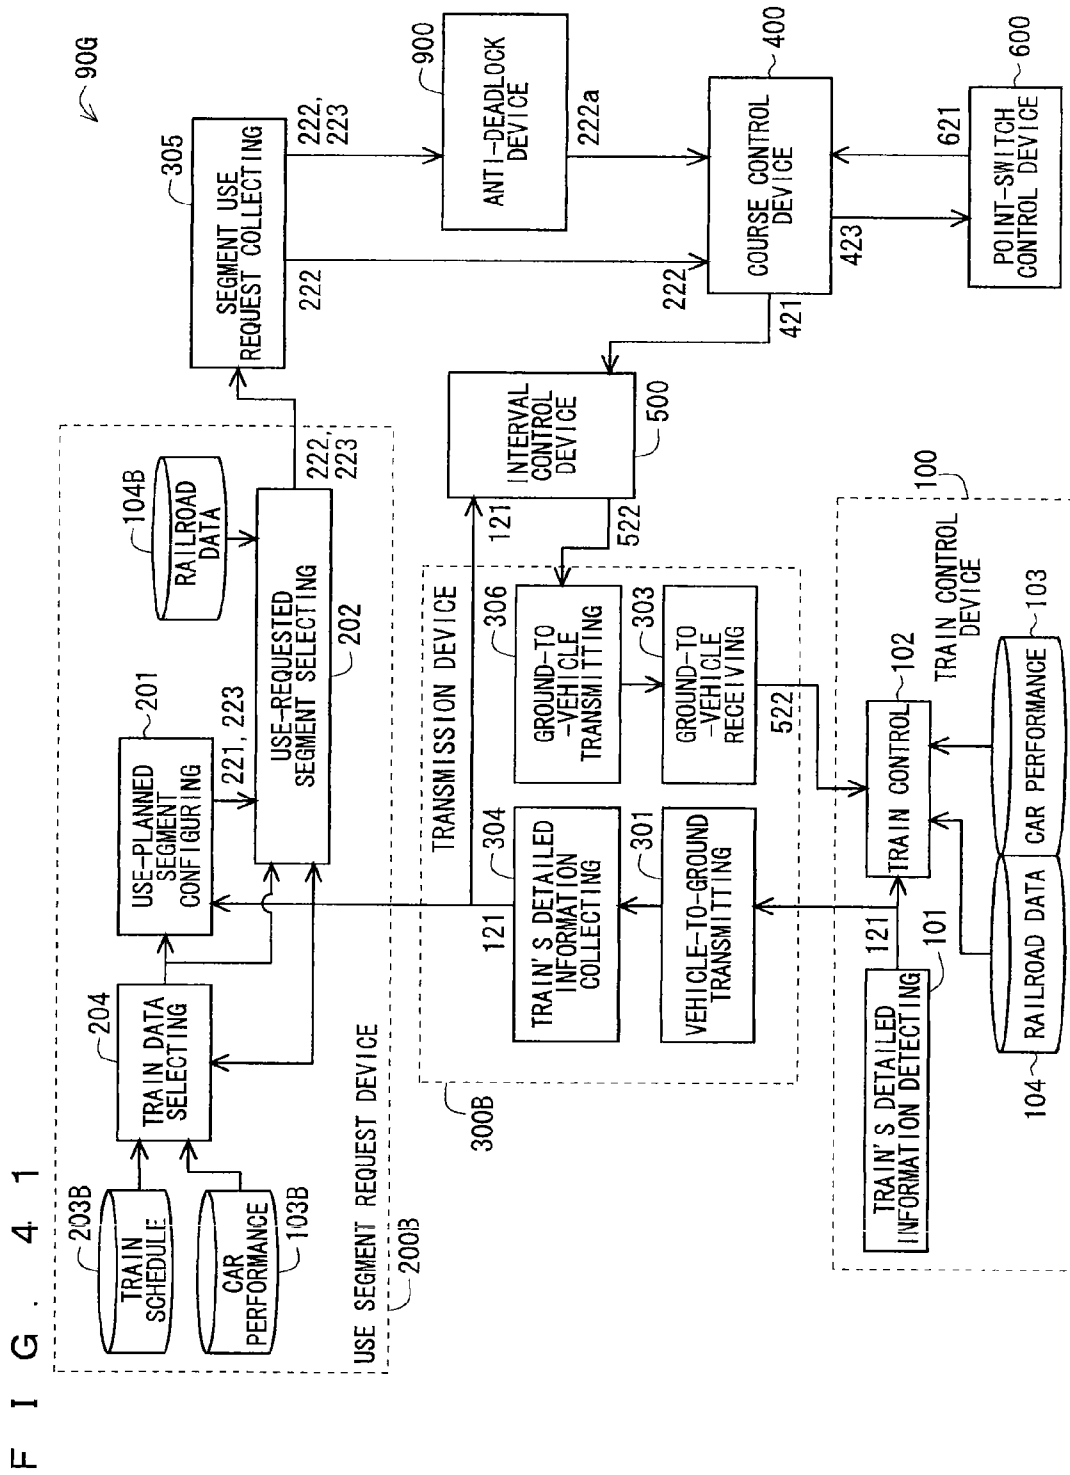 FIG. 41
90G
203B
TRAIN
SCHEDULE
CAR
PERFORMANCE
103B
204
TRAIN DATA
SELECTING
201
USE-PLANNED
SEGMENT
CONFIGURING
221, 223
104B
RAILROAD
DATA
USE-REQUESTED
SEGMENT SELECTING
202
222,
223
USE SEGMENT REQUEST DEVICE
200B
305
SEGMENT USE
REQUEST COLLECTING
222
222,
223
900
ANTI-DEADLOCK
DEVICE
222a
222
400
COURSE CONTROL
DEVICE
421
423
621
600
POINT-SWITCH
CONTROL DEVICE
121
INTERVAL
CONTROL
DEVICE
500
522
TRANSMISSION DEVICE
300B
121
304
TRAIN'S DETAILED
INFORMATION
COLLECTING
306
GROUND-TO
-VEHICLE
TRANSMITTING
301
VEHICLE-TO-GROUND
TRANSMITTING
303
GROUND-TO
-VEHICLE
RECEIVING
522
100
TRAIN CONTROL
DEVICE
121
101
TRAIN'S DETAILED
INFORMATION DETECTING
102
TRAIN CONTROL
104
RAILROAD DATA
CAR PERFORMANCE
103